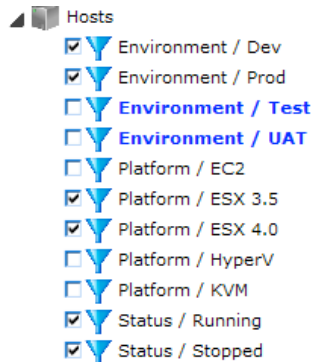 Hosts
Environment / Dev
Environment / Prod
Environment / Test
Environment / UAT
Platform / EC2
Platform / ESX 3.5
Platform / ESX 4.0
Platform / HyperV
Platform / KVM
Status / Running
Status / Stopped